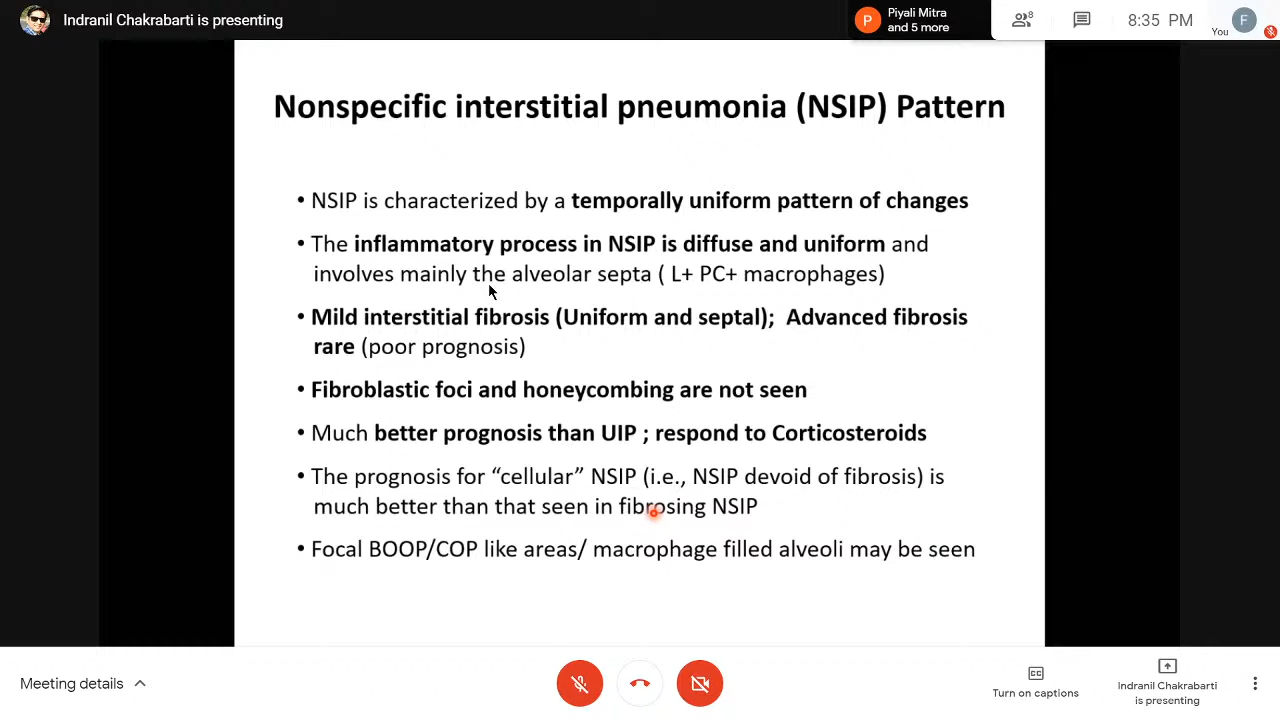 Indranil Chakrabarti is presenting
P
Piyali Mitra
and 5 more
8
8:35 PM
You
F
Nonspecific interstitial pneumonia (NSIP) Pattern
• NSIP is characterized by a temporally uniform pattern of changes
• The inflammatory process in NSIP is diffuse and uniform and
involves mainly the alveolar septa ( L+ PC+ macrophages)
• Mild interstitial fibrosis (Uniform and septal); Advanced fibrosis
rare (poor prognosis)
• Fibroblastic foci and honeycombing are not seen
• Much better prognosis than UIP ; respond to Corticosteroids
• The prognosis for “cellular” NSIP (i.e., NSIP devoid of fibrosis) is
much better than that seen in fibrosing NSIP
• Focal BOOP/COP like areas/ macrophage filled alveoli may be seen
Meeting details
CC
Turn on captions
Indranil Chakrabarti
is presenting